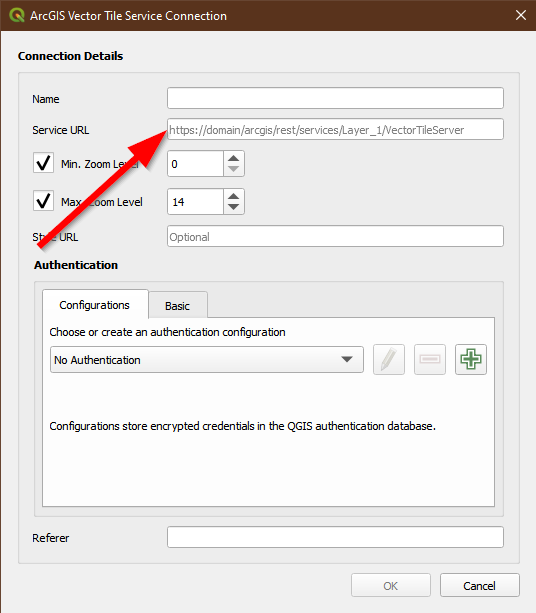 ArcGIS Vector Tile Service Connection
Connection Details
Name
Service URL https://domain/arcgis/rest/services/Layer_1/VectorTileServer
Min. Zoom Level 0
Max. Zoom Level 14
Style URL Optional
Authentication
Configurations Basic
Choose or create an authentication configuration
No Authentication
Configurations store encrypted credentials in the QGIS authentication database.
Referer
OK Cancel